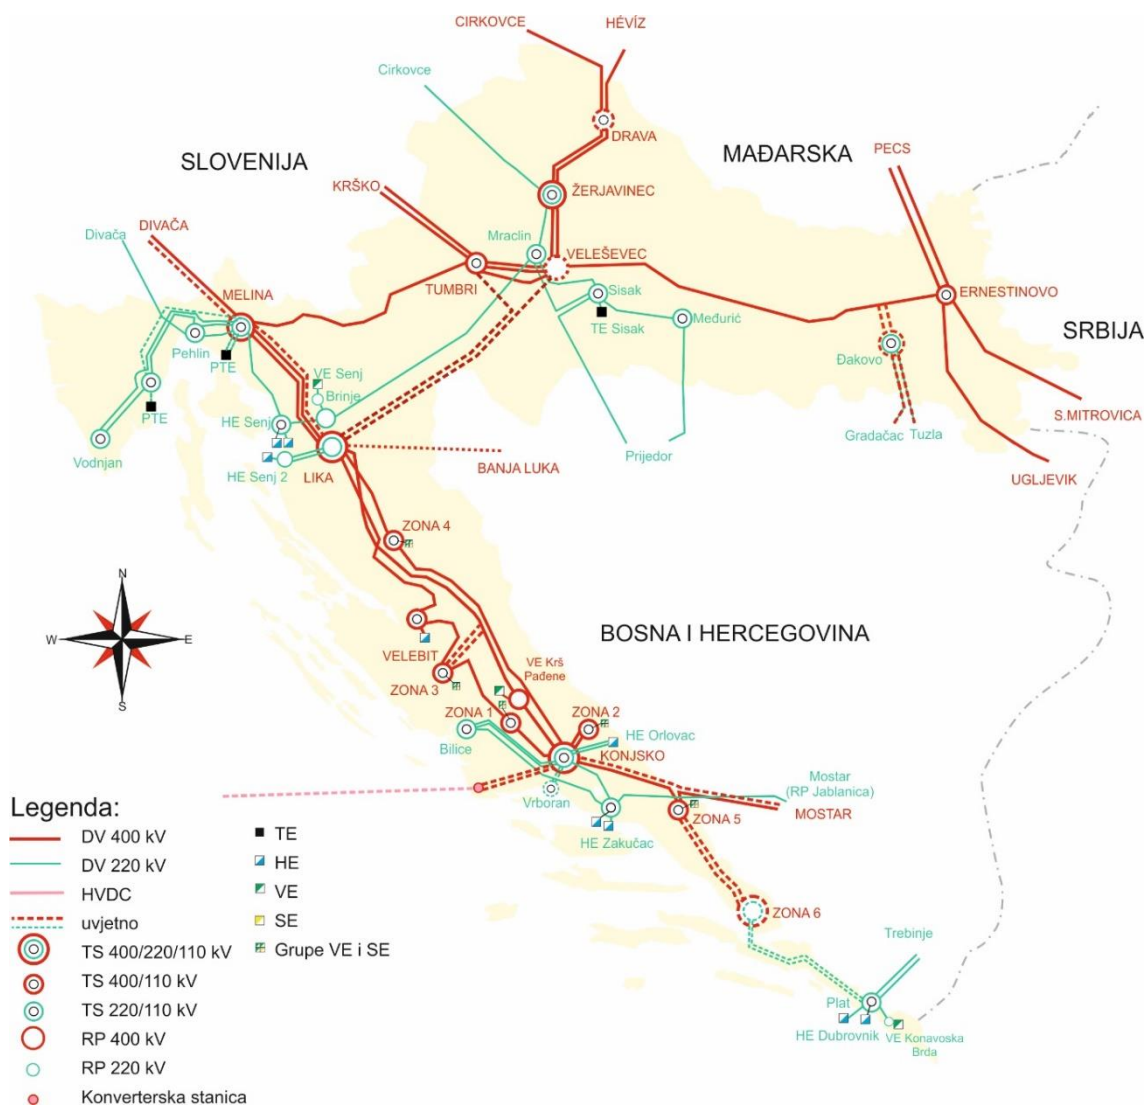 CIRKOVCE
HÉVÍZ
Cirkovce
DRAVA
SLOVENIJA
MAĐARSKA
PECS
KRŠKO
ŽERJAVINEC
DIVAČA
Divača
Mraclin
VELEŠEVEC
MELINA
TUMBRI
Sisak
ERNESTINOVO
TE Sisak
Međurić
SRBIJA
Pehlin
PTE
Đakovo
VE Senj
Brinje
PTE
HE Senj
S.MITROVICA
Gradačac
Tuzla
Vodnjan
HE Senj 2
LIKA
BANJA LUKA
Prijedor
UGLJEVIK
ZONA 4
N
W
E
S
BOSNA I HERCEGOVINA
VELEBIT
VE Krš
Pađene
ZONA 3
ZONA 1
ZONA 2
HE Orlovac
Bilice
KONJSKO
Mostar
(RP Jablanica)
Vrboran
MOSTAR
ZONA 5
HE Zakučac
ZONA 6
Trebinje
Plat
HE Dubrovnik
VE Konavoska
Brda
Legenda:
DV 400 kV
DV 220 kV
HVDC
uvjetno
TS 400/220/110 kV
TS 400/110 kV
TS 220/110 kV
RP 400 kV
RP 220 kV
Konverterska stanica
TE
HE
VE
SE
Grupe VE i SE